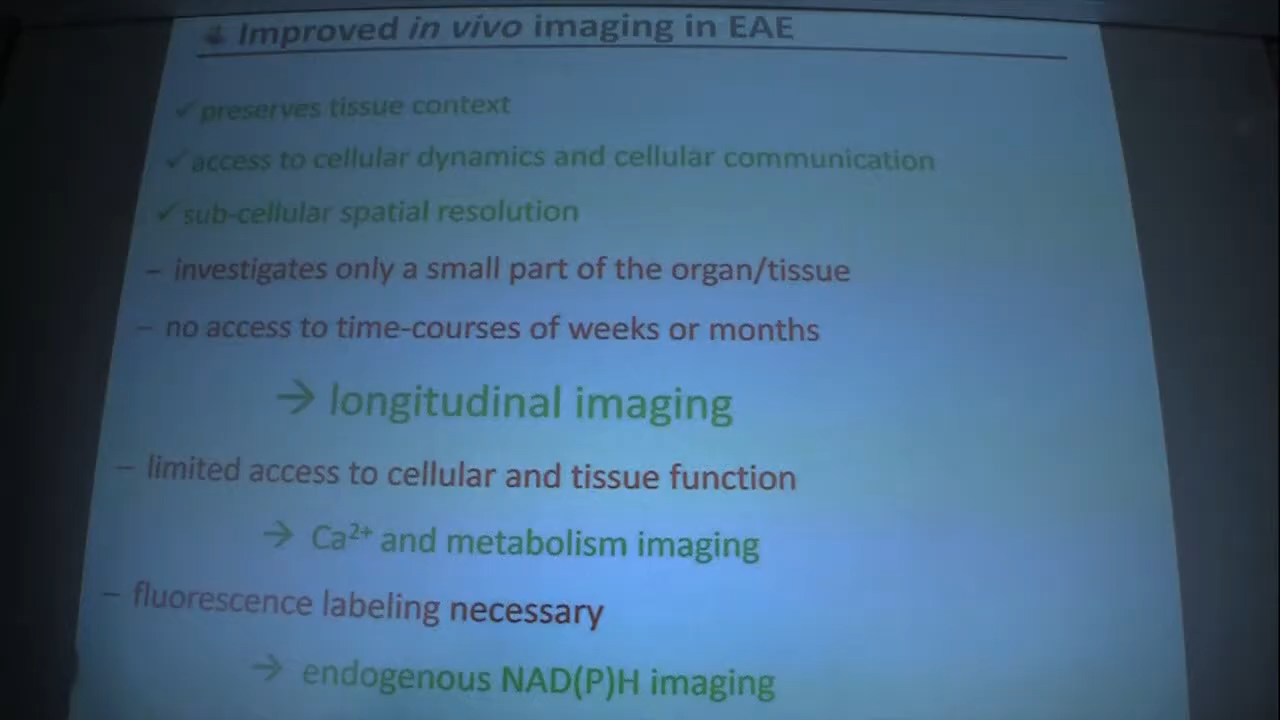 Improved in vivo imaging in EAE
✓ preserves tissue context
✓ access to cellular dynamics and cellular communication
✓ sub-cellular spatial resolution
– investigates only a small part of the organ/tissue
– no access to time-courses of weeks or months
→ longitudinal imaging
– limited access to cellular and tissue function
→ Ca²⁺ and metabolism imaging
– fluorescence labeling necessary
→ endogenous NAD(P)H imaging